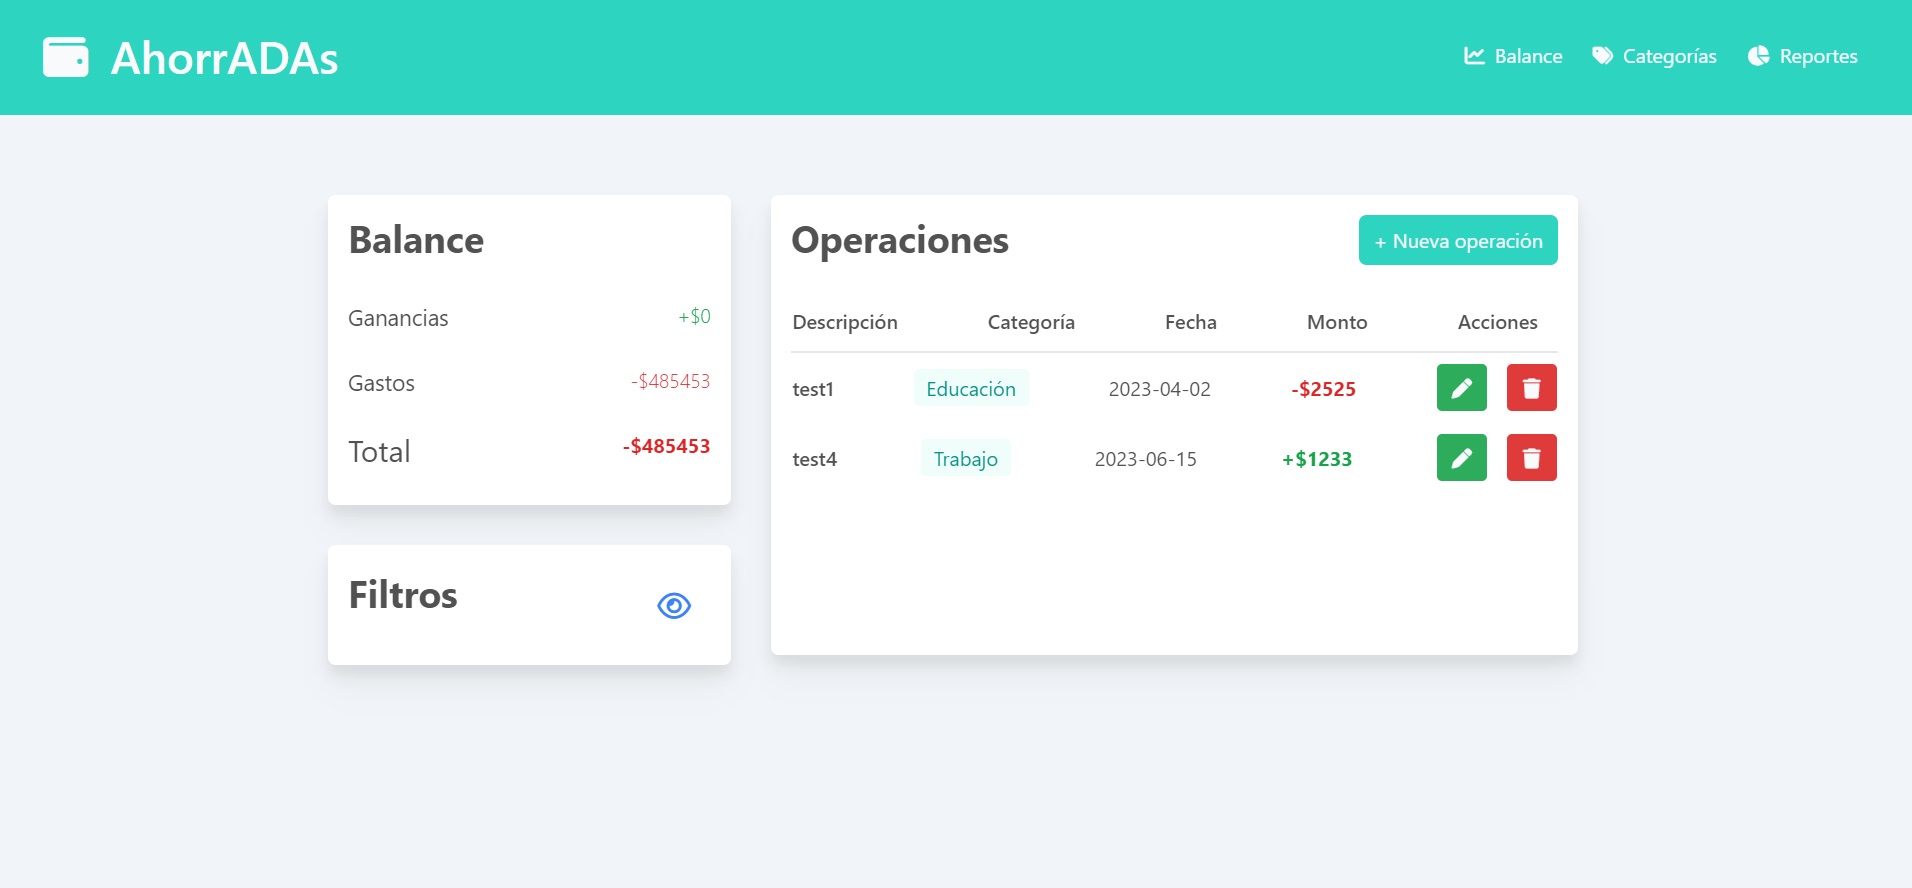 AhorrADAs
Balance Categorías Reportes
Balance
Ganancias +$0
Gastos -$485453
Total -$485453
Filtros
Operaciones
+ Nueva operación
Descripción Categoría Fecha Monto Acciones
test1 Educación 2023-04-02 -$2525
test4 Trabajo 2023-06-15 +$1233